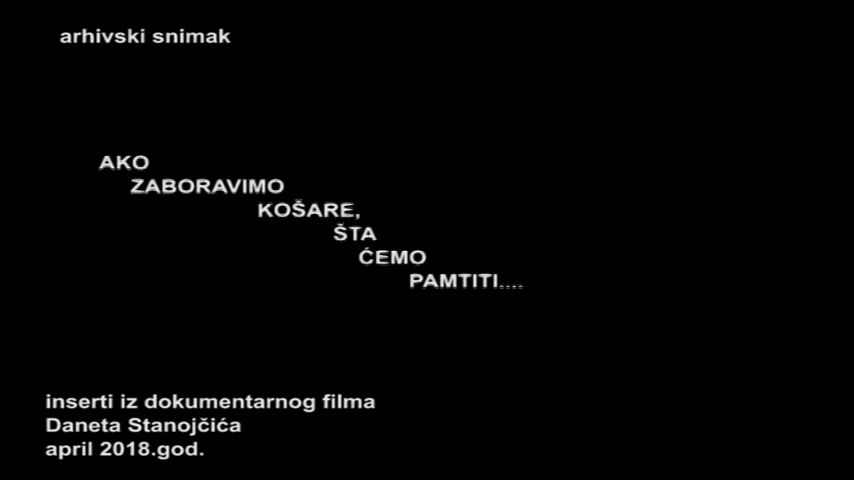 arhivski snimak
AKO
ZABORAVIMO
KOŠARE,
ŠTA
ĆEMO
PAMTITI....
inserti iz dokumentarnog filma
Daneta Stanojčića
april 2018.god.